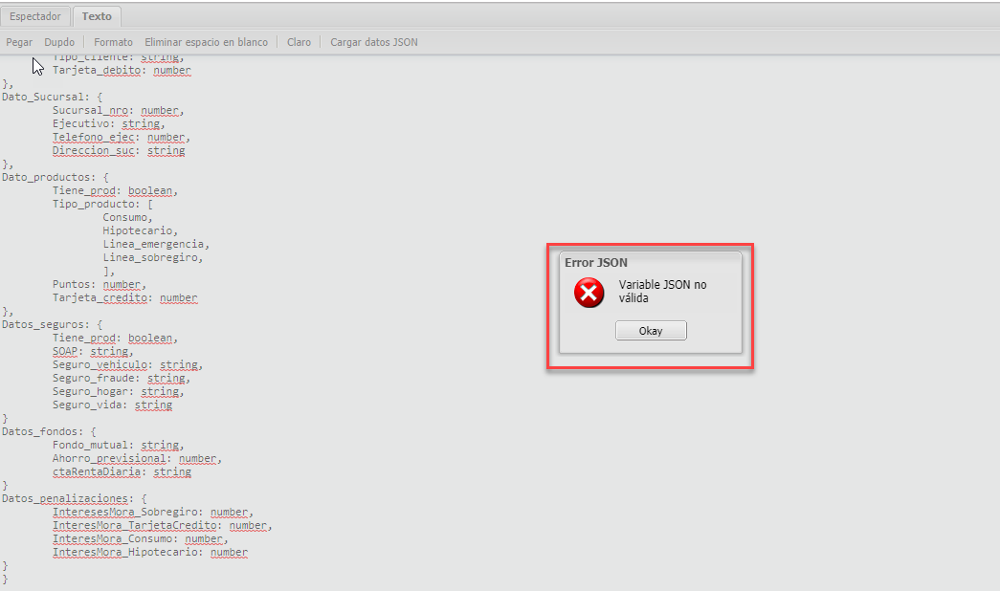 Espectador Texto
Pegar Dupdo Formato Eliminar espacio en blanco Claro Cargar datos JSON
Tipo_cliente: string,
Tarjeta_debito: number
},
Dato_Sucursal: {
Sucursal_nro: number,
Ejecutivo: string,
Telefono_ejec: number,
Direccion_suc: string
},
Dato_productos: {
Tiene_prod: boolean,
Tipo_producto: [
Consumo,
Hipotecario,
Linea_emergencia,
Linea_sobregiro,
],
Puntos: number,
Tarjeta_credito: number
},
Datos_seguros: {
Tiene_prod: boolean,
SOAP: string,
Seguro_vehiculo: string,
Seguro_fraude: string,
Seguro_hogar: string,
Seguro_vida: string
}
Datos_fondos: {
Fondo_mutual: string,
Ahorro_previsional: number,
ctaRentaDiaria: string
}
Datos_penalizaciones: {
InteresesMora_Sobregiro: number,
InteresMora_TarjetaCredito: number,
InteresMora_Consumo: number,
InteresMora_Hipotecario: number
}
}
Error JSON
Variable JSON no
válida
Okay